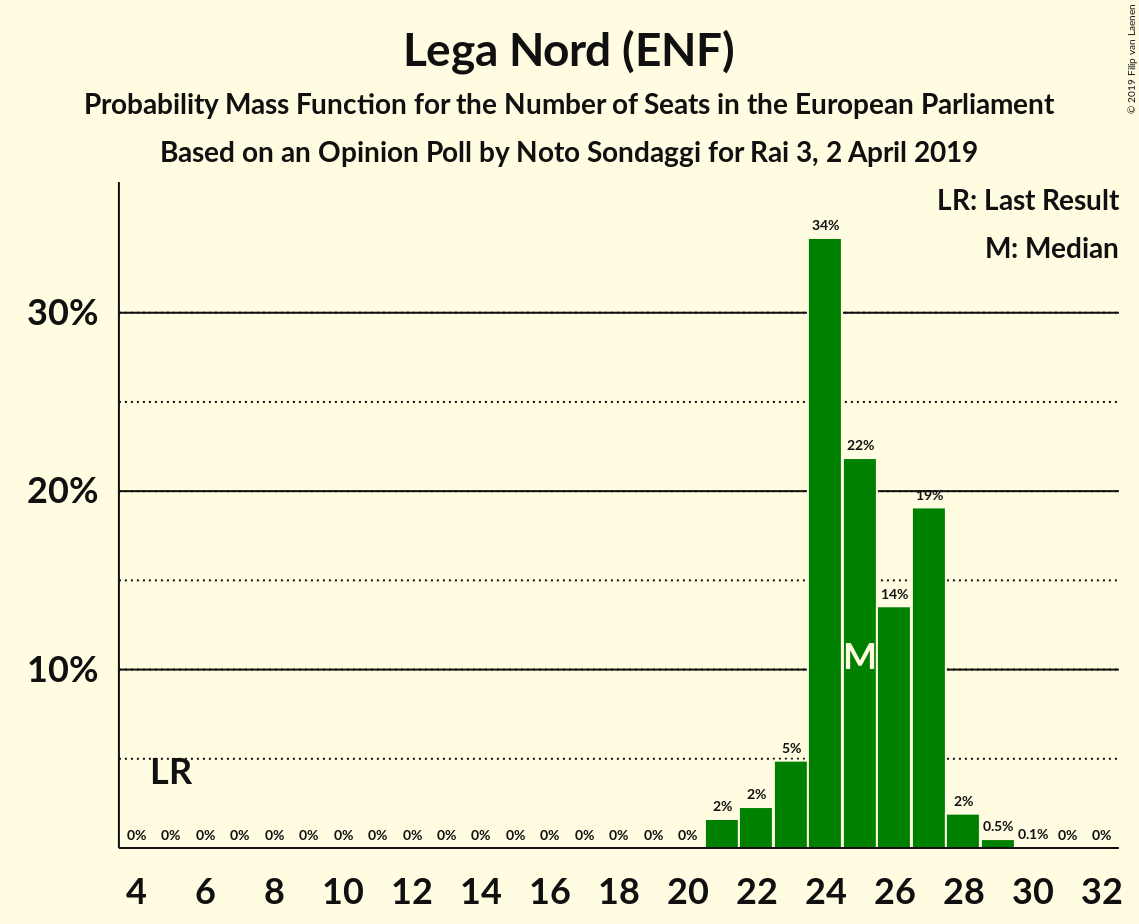 Lega Nord (ENF)
Probability Mass Function for the Number of Seats in the European Parliament
Based on an Opinion Poll by Noto Sondaggi for Rai 3, 2 April 2019
© 2019 Filip van Laenen
LR: Last Result
M: Median
30%
20%
10%
LR
M
0% 0% 0% 0% 0% 0% 0% 0% 0% 0% 0% 0% 0% 0% 0% 0% 0% 2% 2% 5% 34% 22% 14% 19% 2% 0.5% 0.1% 0% 0%
4 6 8 10 12 14 16 18 20 22 24 26 28 30 32